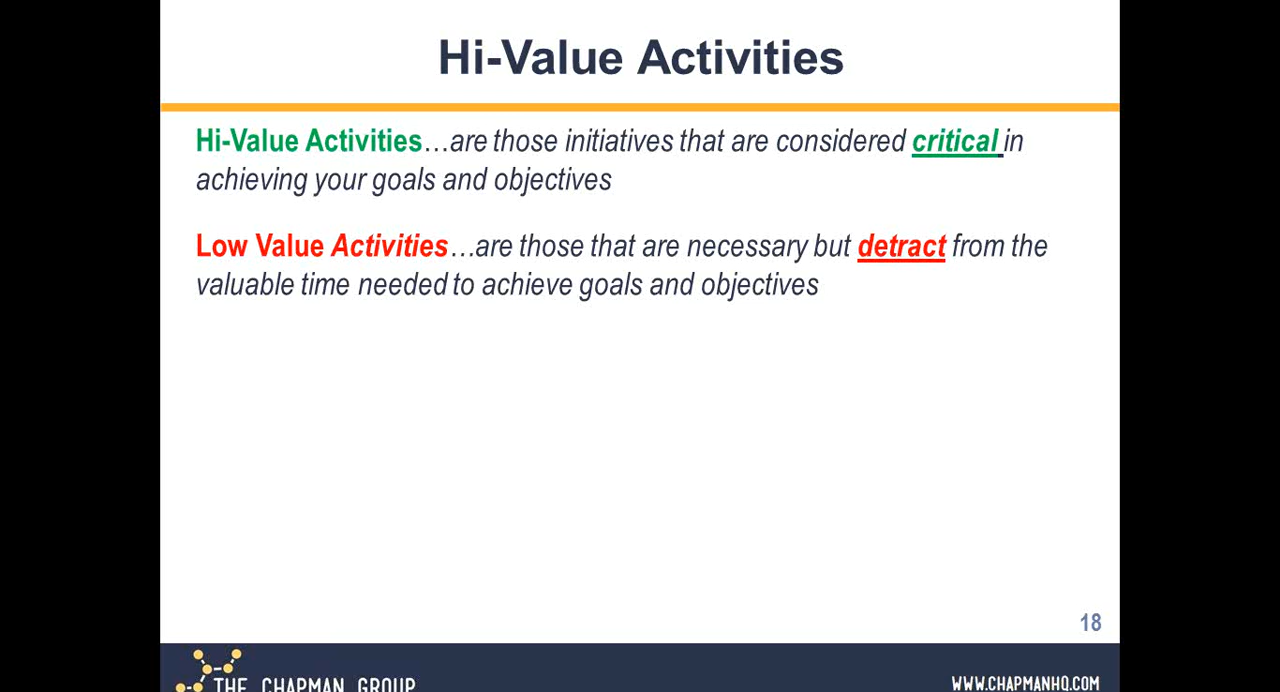 Hi-Value Activities
Hi-Value Activities…are those initiatives that are considered critical in
achieving your goals and objectives
Low Value Activities…are those that are necessary but detract from the
valuable time needed to achieve goals and objectives
18
THE CHAPMAN GROUP
WWW.CHAPMANHQ.COM